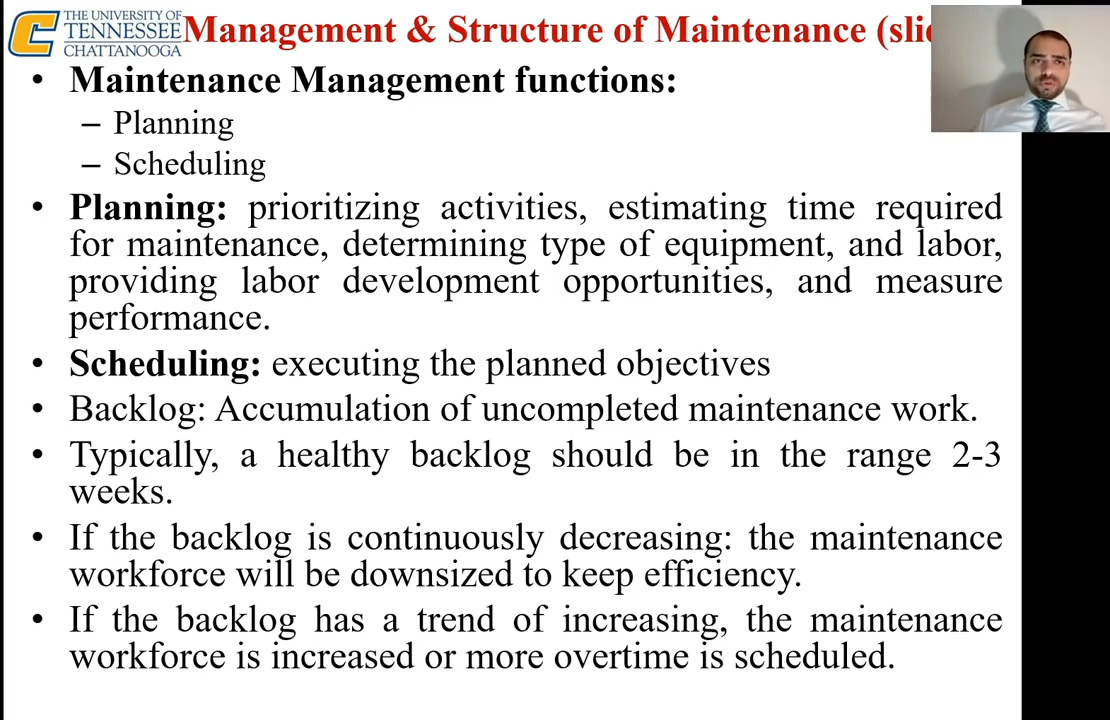 THE UNIVERSITY OF
TENNESSEE
CHATTANOOGA
Management & Structure of Maintenance
• Maintenance Management functions:
– Planning
– Scheduling
• Planning: prioritizing activities, estimating time required
for maintenance, determining type of equipment, and labor,
providing labor development opportunities, and measure
performance.
• Scheduling: executing the planned objectives
• Backlog: Accumulation of uncompleted maintenance work.
• Typically, a healthy backlog should be in the range 2-3
weeks.
• If the backlog is continuously decreasing: the maintenance
workforce will be downsized to keep efficiency.
• If the backlog has a trend of increasing, the maintenance
workforce is increased or more overtime is scheduled.